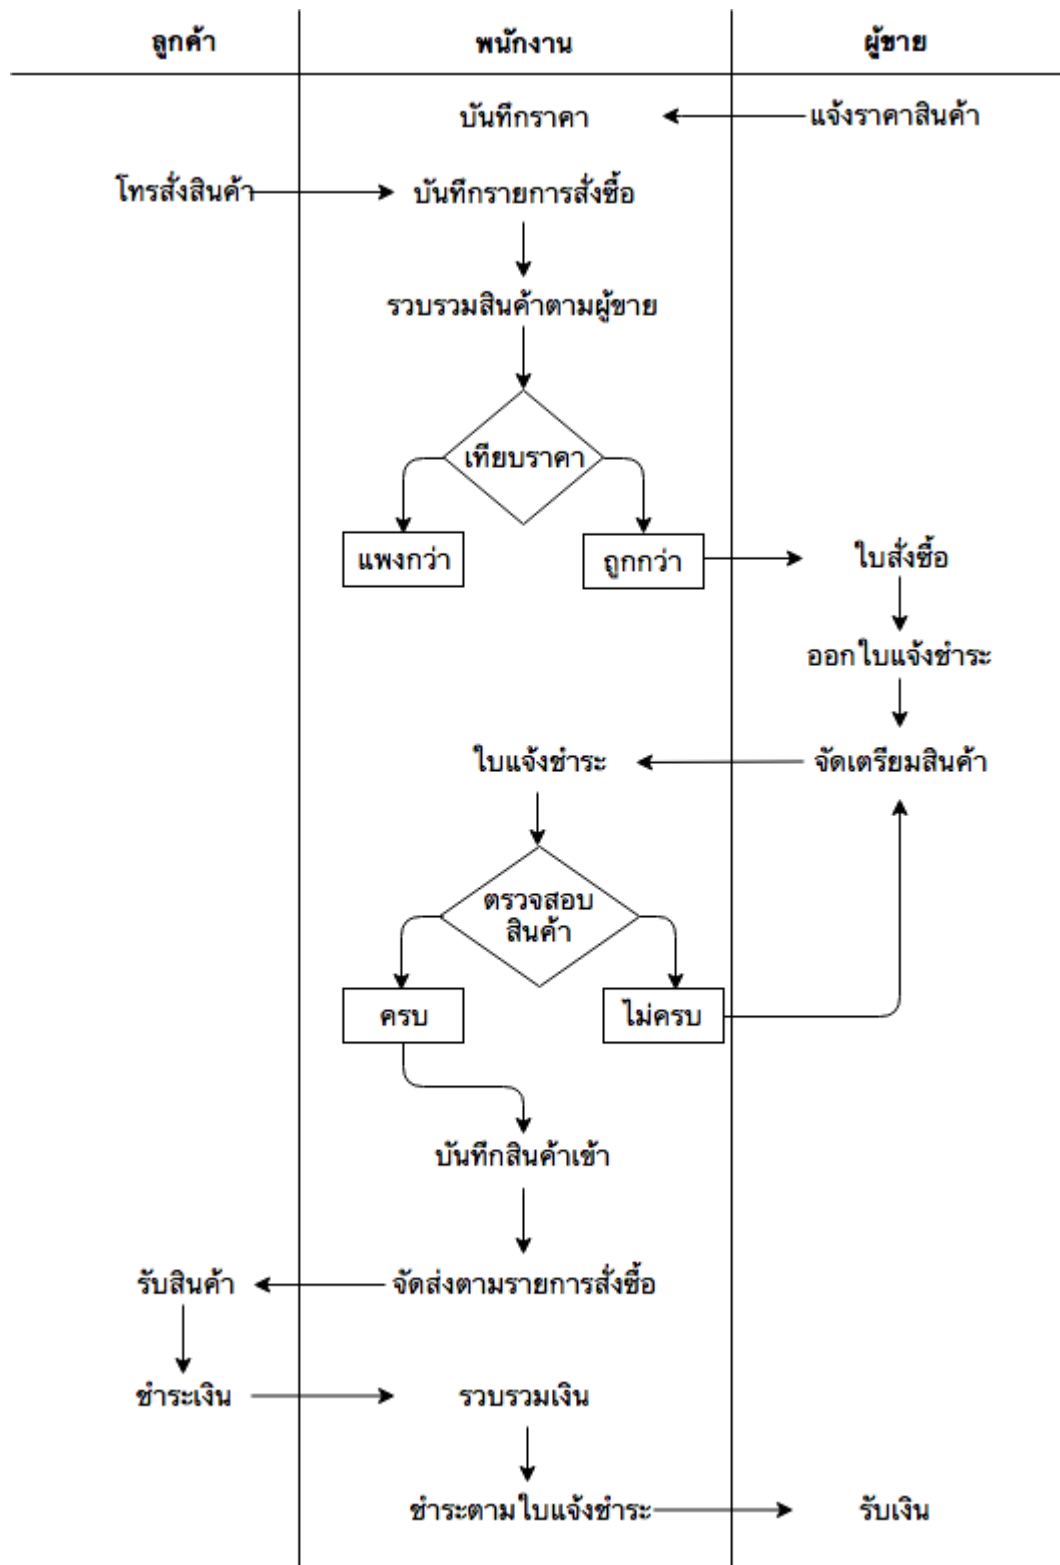 ลูกค้า
พนักงาน
ผู้ขาย
บันทึกราคา
แจ้งราคาสินค้า
โทรสั่งสินค้า
บันทึกรายการสั่งซื้อ
รวบรวมสินค้าตามผู้ขาย
เทียบราคา
แพงกว่า
ถูกกว่า
ใบสั่งซื้อ
ออกใบแจ้งชำระ
ใบแจ้งชำระ
จัดเตรียมสินค้า
ตรวจสอบ
สินค้า
ครบ
ไม่ครบ
บันทึกสินค้าเข้า
รับสินค้า
จัดส่งตามรายการสั่งซื้อ
ชำระเงิน
รวบรวมเงิน
ชำระตามใบแจ้งชำระ
รับเงิน